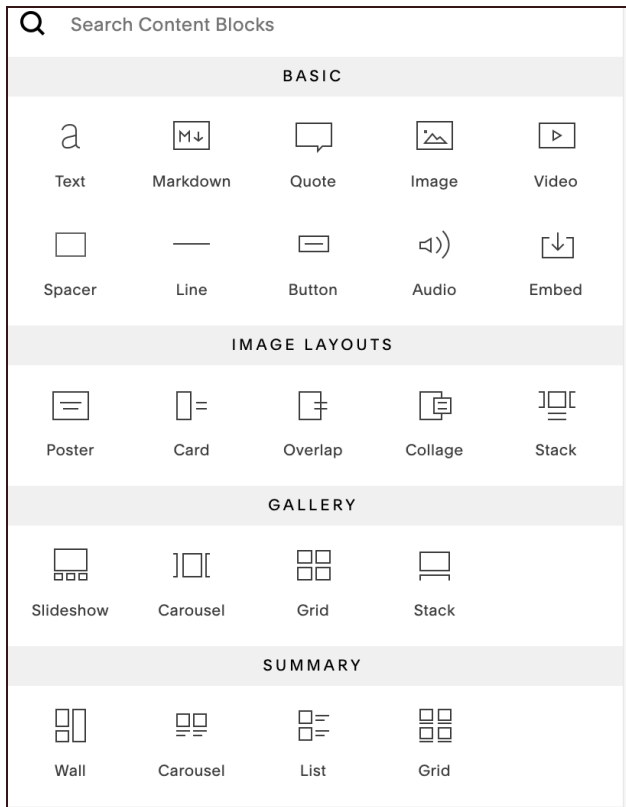 Search Content Blocks
BASIC
a M↓
Text Markdown Quote Image Video
Spacer Line Button Audio Embed
IMAGE LAYOUTS
Poster Card Overlap Collage Stack
GALLERY
Slideshow Carousel Grid Stack
SUMMARY
Wall Carousel List Grid